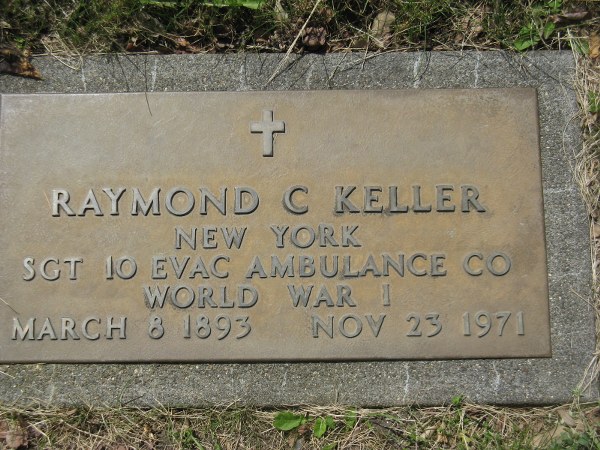 RAYMOND C KELLER
NEW YORK
SGT 10 EVAC AMBULANCE CO
WORLD WAR I
MARCH 8 1893 NOV 23 1971